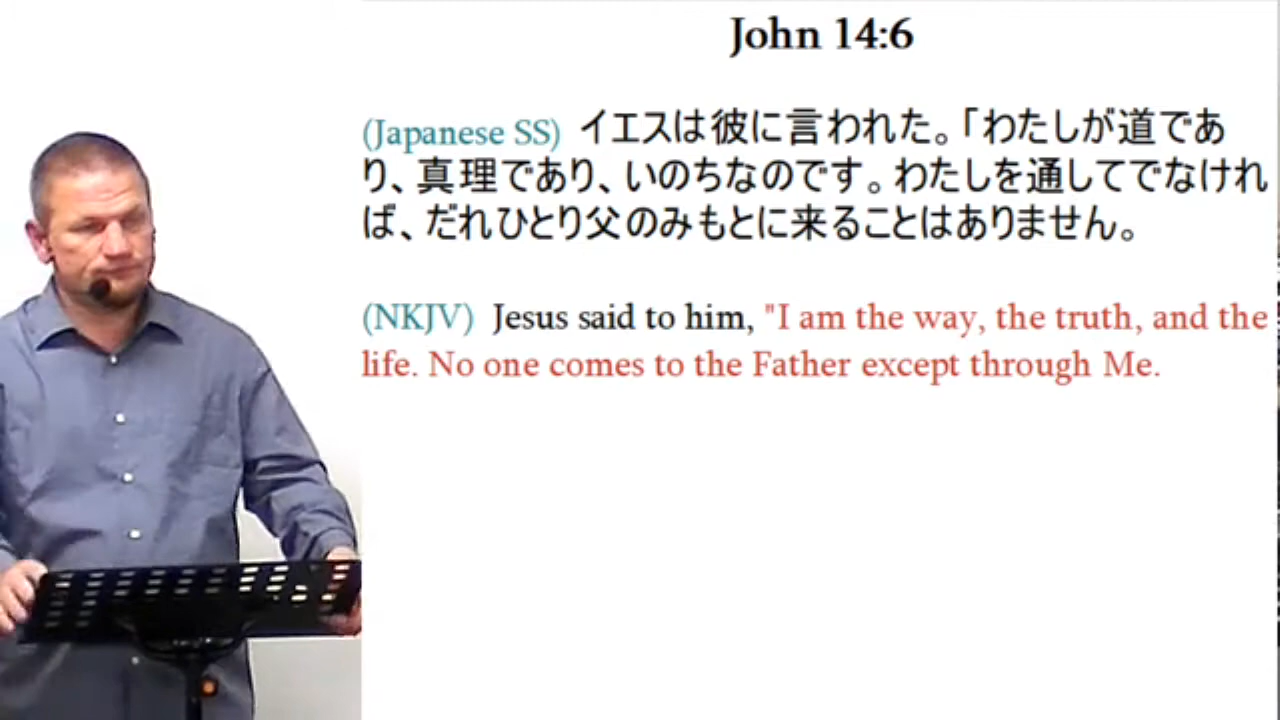 John 14:6
(Japanese SS) イエスは彼に言われた。「わたしが道であ
り、真理であり、いのちなのです。わたしを通してでなけれ
ば、だれひとり父のみもとに来ることはありません。
(NKJV) Jesus said to him, "I am the way, the truth, and the
life. No one comes to the Father except through Me.